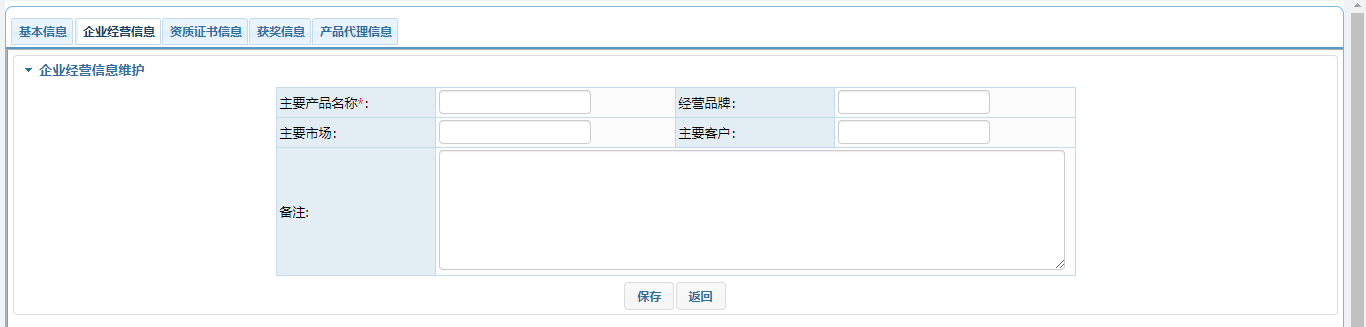 基本信息 企业经营信息 资质证书信息 获奖信息 产品代理信息
企业经营信息维护
主要产品名称*: 经营品牌:
主要市场: 主要客户:
备注:
保存 返回